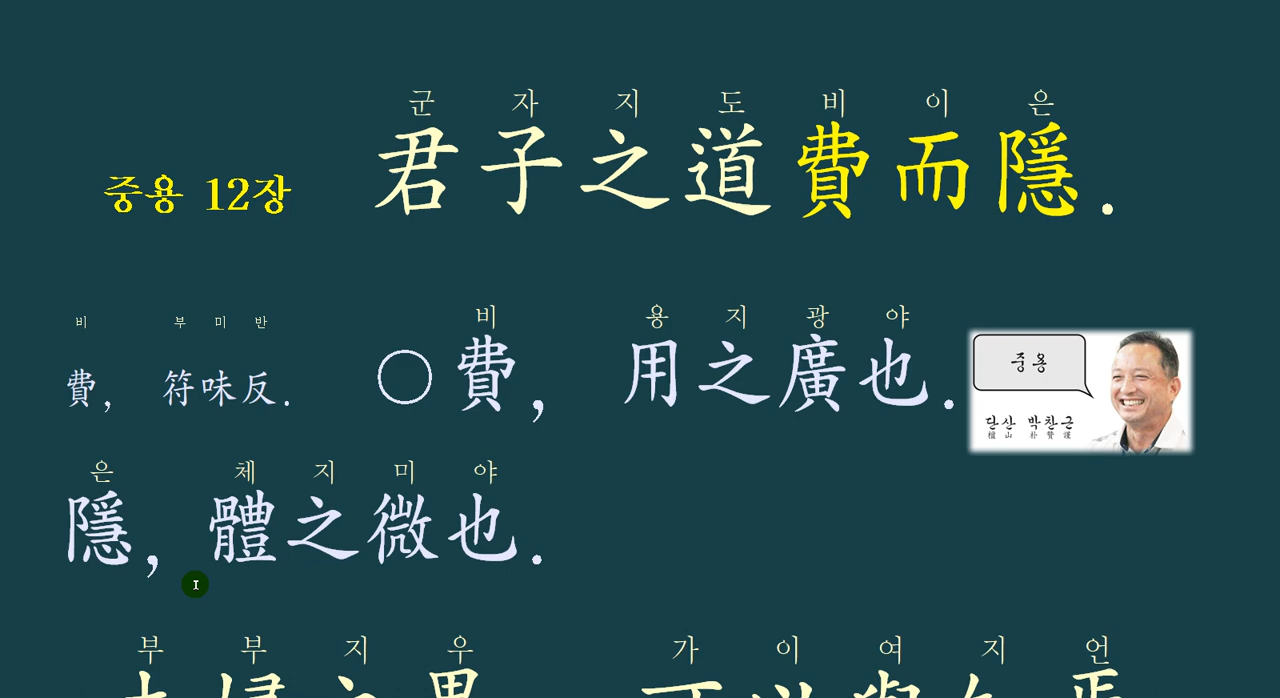 군 자 지 도 비 이 은
중용 12장 君子之道費而隱.
비 부 미 반 비 용 지 광 야
費, 符味反. ○費, 用之廣也.
중용
단산 박찬근
檀山 朴贊謹
은 체 지 미 야
隱, 體之微也.
부 부 지 우 가 이 여 지 언